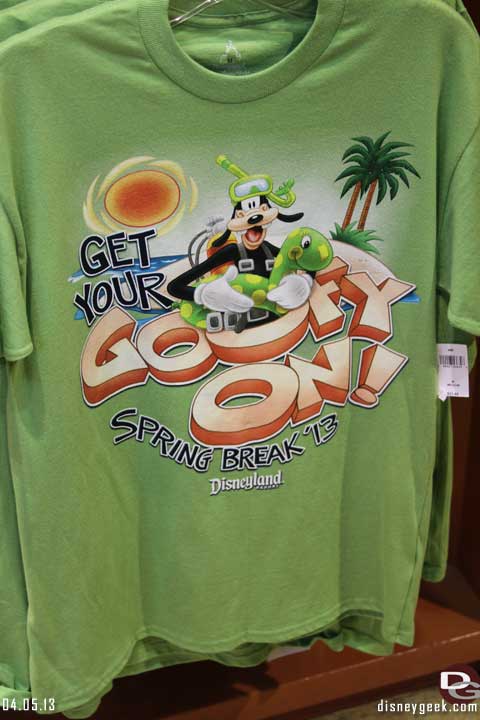 GET
YOUR
GOOFY
ON!
SPRING BREAK '13
Disneyland
04.05.13
DG
disneygeek.com